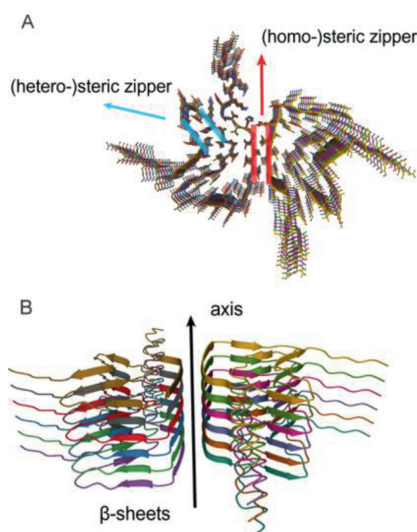 A
(homo-)steric zipper
(hetero-)steric zipper
B
axis
β-sheets